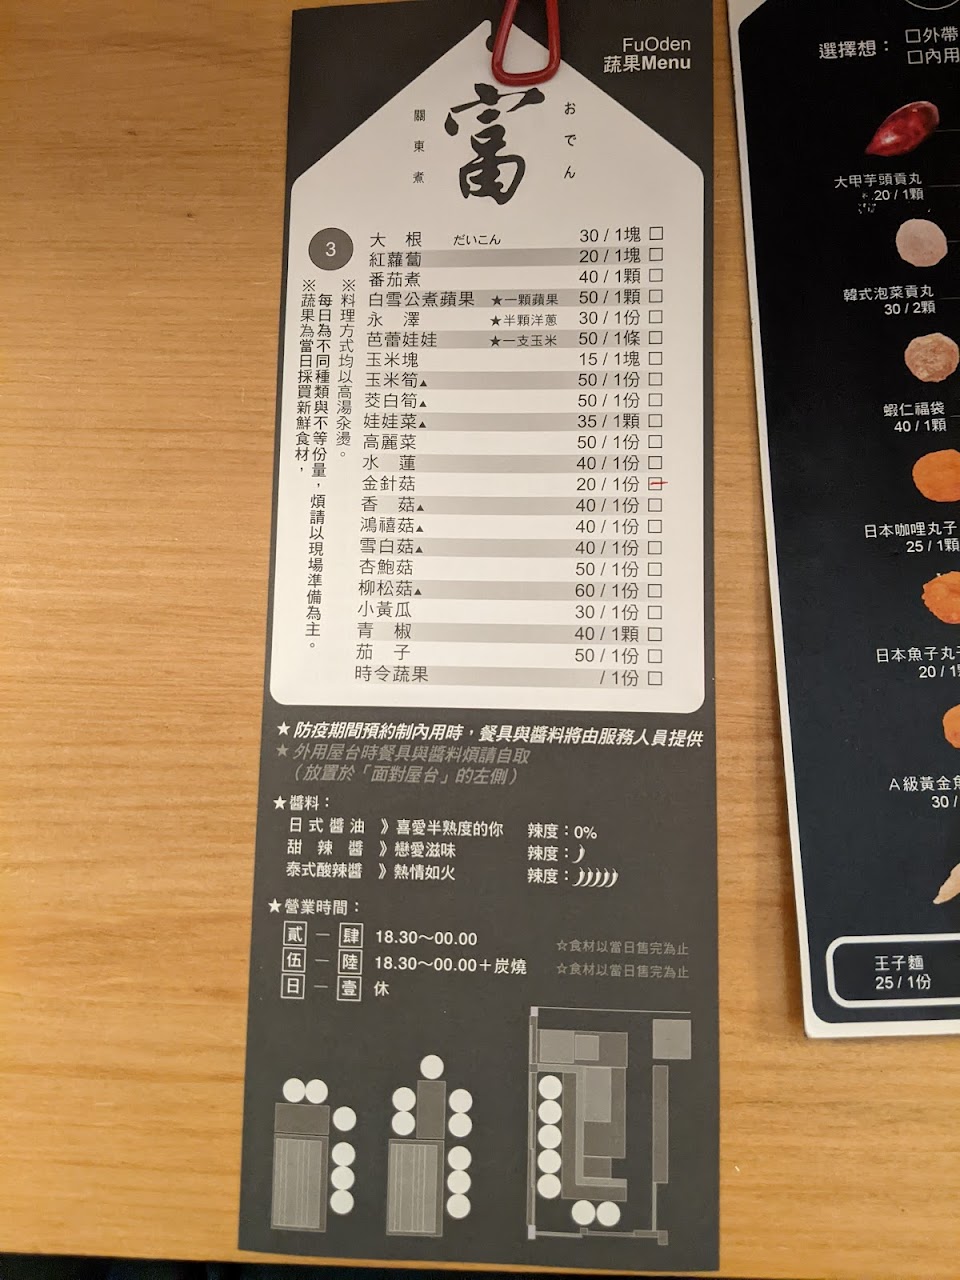 FuOden
蔬果Menu
富
關東煮
おでん
3
※料理方式均以高湯汆燙。
※蔬果為當日採買新鮮食材，
每日為不同種類與不等份量，煩請以現場準備為主。
大 根 だいこん 30 / 1塊 □
紅蘿蔔 20 / 1塊 □
番茄煮 40 / 1顆 □
白雪公煮蘋果 ★一顆蘋果 50 / 1顆 □
永 澤 ★半顆洋蔥 30 / 1份 □
芭蕾娃娃 ★一支玉米 50 / 1條 □
玉米塊 15 / 1塊 □
玉米筍▲ 50 / 1份 □
茭白筍▲ 50 / 1份 □
娃娃菜▲ 35 / 1顆 □
高麗菜 50 / 1份 □
水 蓮 40 / 1份 □
金針菇 20 / 1份 □
香 菇▲ 40 / 1份 □
鴻禧菇▲ 40 / 1份 □
雪白菇▲ 40 / 1份 □
杏鮑菇 50 / 1份 □
柳松菇▲ 60 / 1份 □
小黃瓜 30 / 1份 □
青 椒 40 / 1顆 □
茄 子 50 / 1份 □
時令蔬果 / 1份 □
★防疫期間預約制內用時，餐具與醬料將由服務人員提供
★外用屋台時餐具與醬料煩請自取
（放置於「面對屋台」的左側）
★醬料：
日式醬油 》喜愛半熟度的你 辣度：0%
甜 辣 醬 》戀愛滋味 辣度：
泰式酸辣醬 》熱情如火 辣度：
★營業時間：
貳 — 肆 18.30～00.00 ☆食材以當日售完為止
伍 — 陸 18.30～00.00＋炭燒 ☆食材以當日售完為止
日 — 壹 休
選擇想： □外帶
□內用
大甲芋頭貢丸
20 / 1顆
韓式泡菜貢丸
30 / 2顆
蝦仁福袋
40 / 1顆
日本咖哩丸子
25 / 1顆
日本魚子丸子
20 / 1
A級黃金魚
30 /
王子麵
25 / 1份